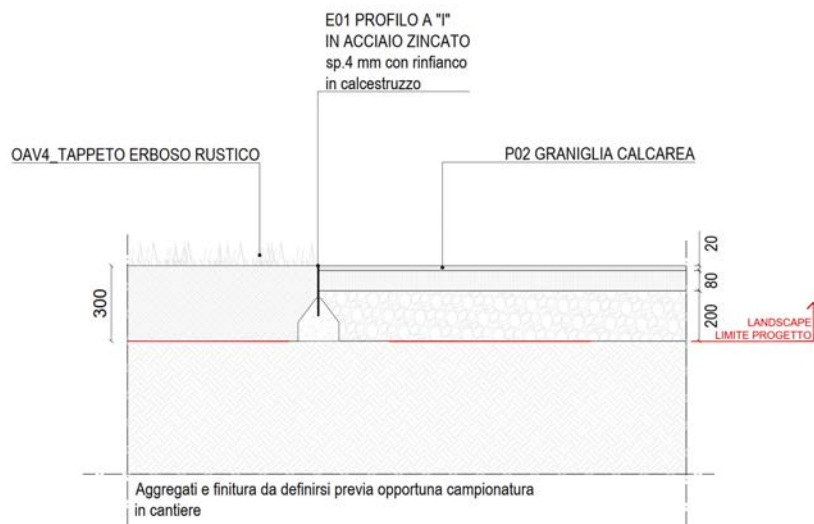 E01 PROFILO A "I"
IN ACCIAIO ZINCATO
sp.4 mm con rinfianco
in calcestruzzo
OAV4_TAPPETO ERBOSO RUSTICO
P02 GRANIGLIA CALCAREA
20
80
200
300
LANDSCAPE
LIMITE PROGETTO
Aggregati e finitura da definirsi previa opportuna campionatura
in cantiere